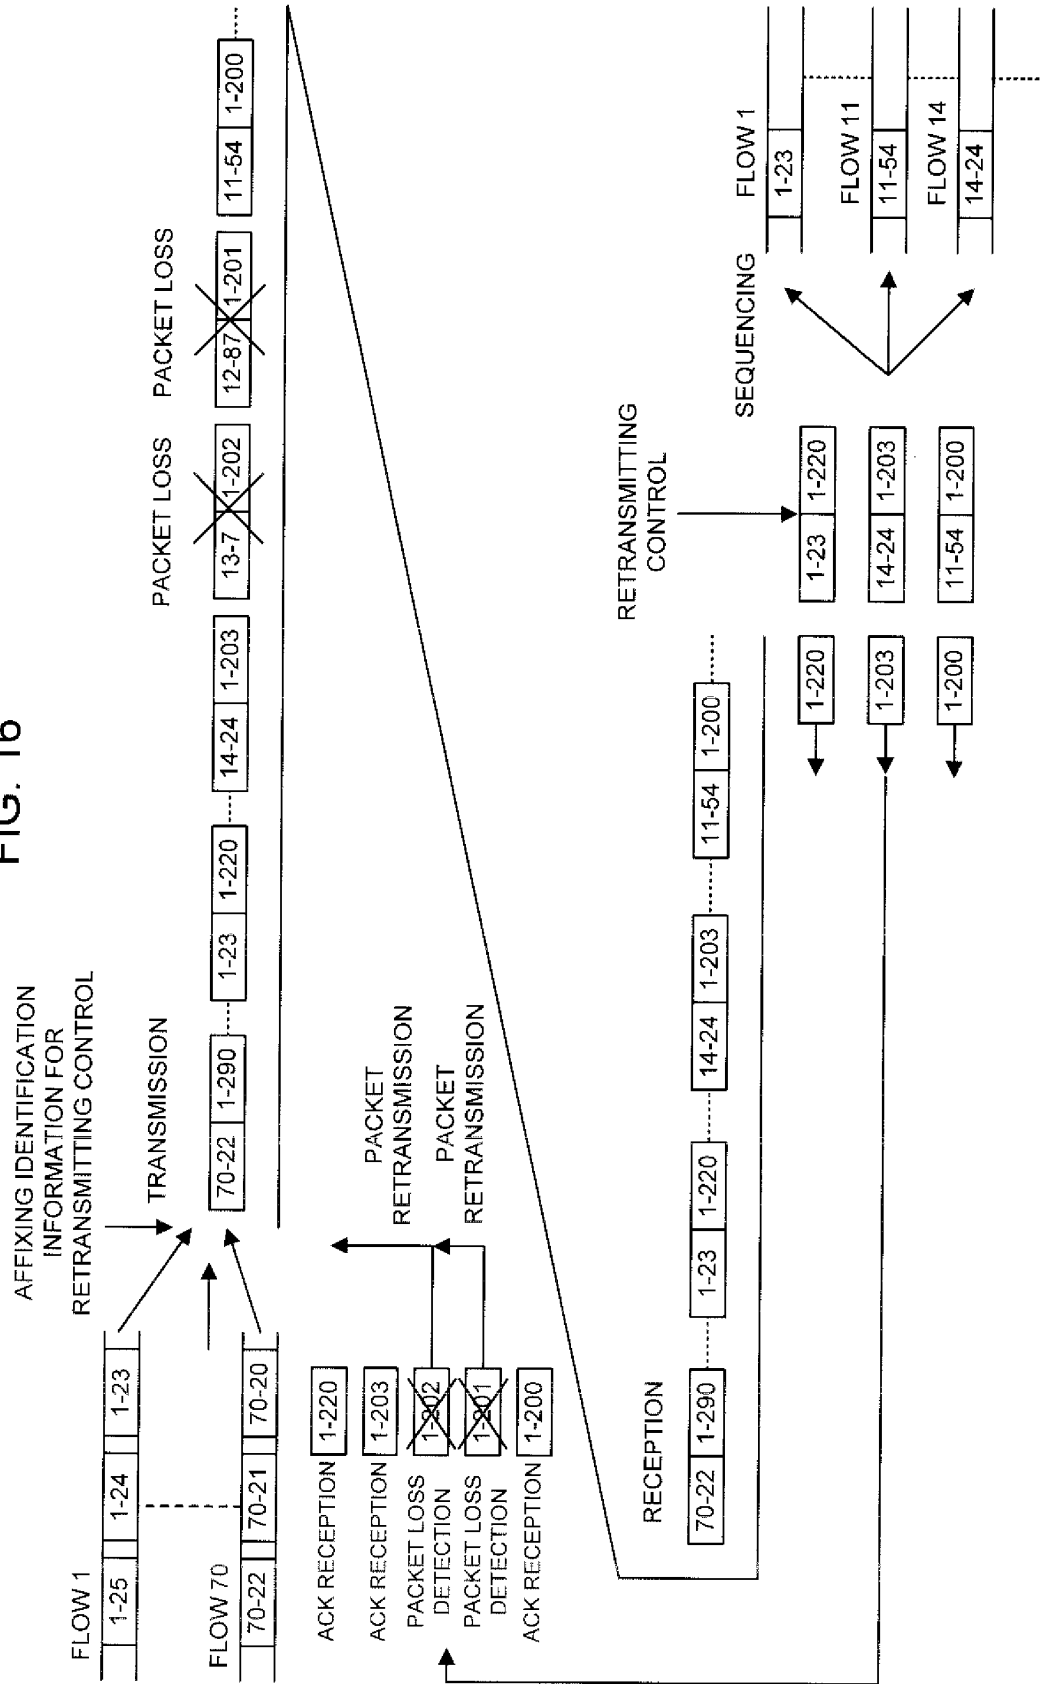 FIG. 16
AFFIXING IDENTIFICATION
INFORMATION FOR
RETRANSMITTING CONTROL
FLOW 1
1-25
1-24
1-23
FLOW 70
70-22
70-21
70-20
TRANSMISSION
70-22
1-290
1-23
1-220
14-24
1-203
PACKET LOSS
13-7
1-202
PACKET LOSS
12-87
1-201
11-54
1-200
ACK RECEPTION
1-220
ACK RECEPTION
1-203
PACKET LOSS
DETECTION
1-202
PACKET LOSS
DETECTION
1-201
ACK RECEPTION
1-200
PACKET
RETRANSMISSION
PACKET
RETRANSMISSION
RECEPTION
70-22
1-290
1-23
1-220
14-24
1-203
11-54
1-200
RETRANSMITTING
CONTROL
1-220
1-23
1-220
1-203
14-24
1-203
1-200
11-54
1-200
SEQUENCING
FLOW 1
1-23
FLOW 11
11-54
FLOW 14
14-24